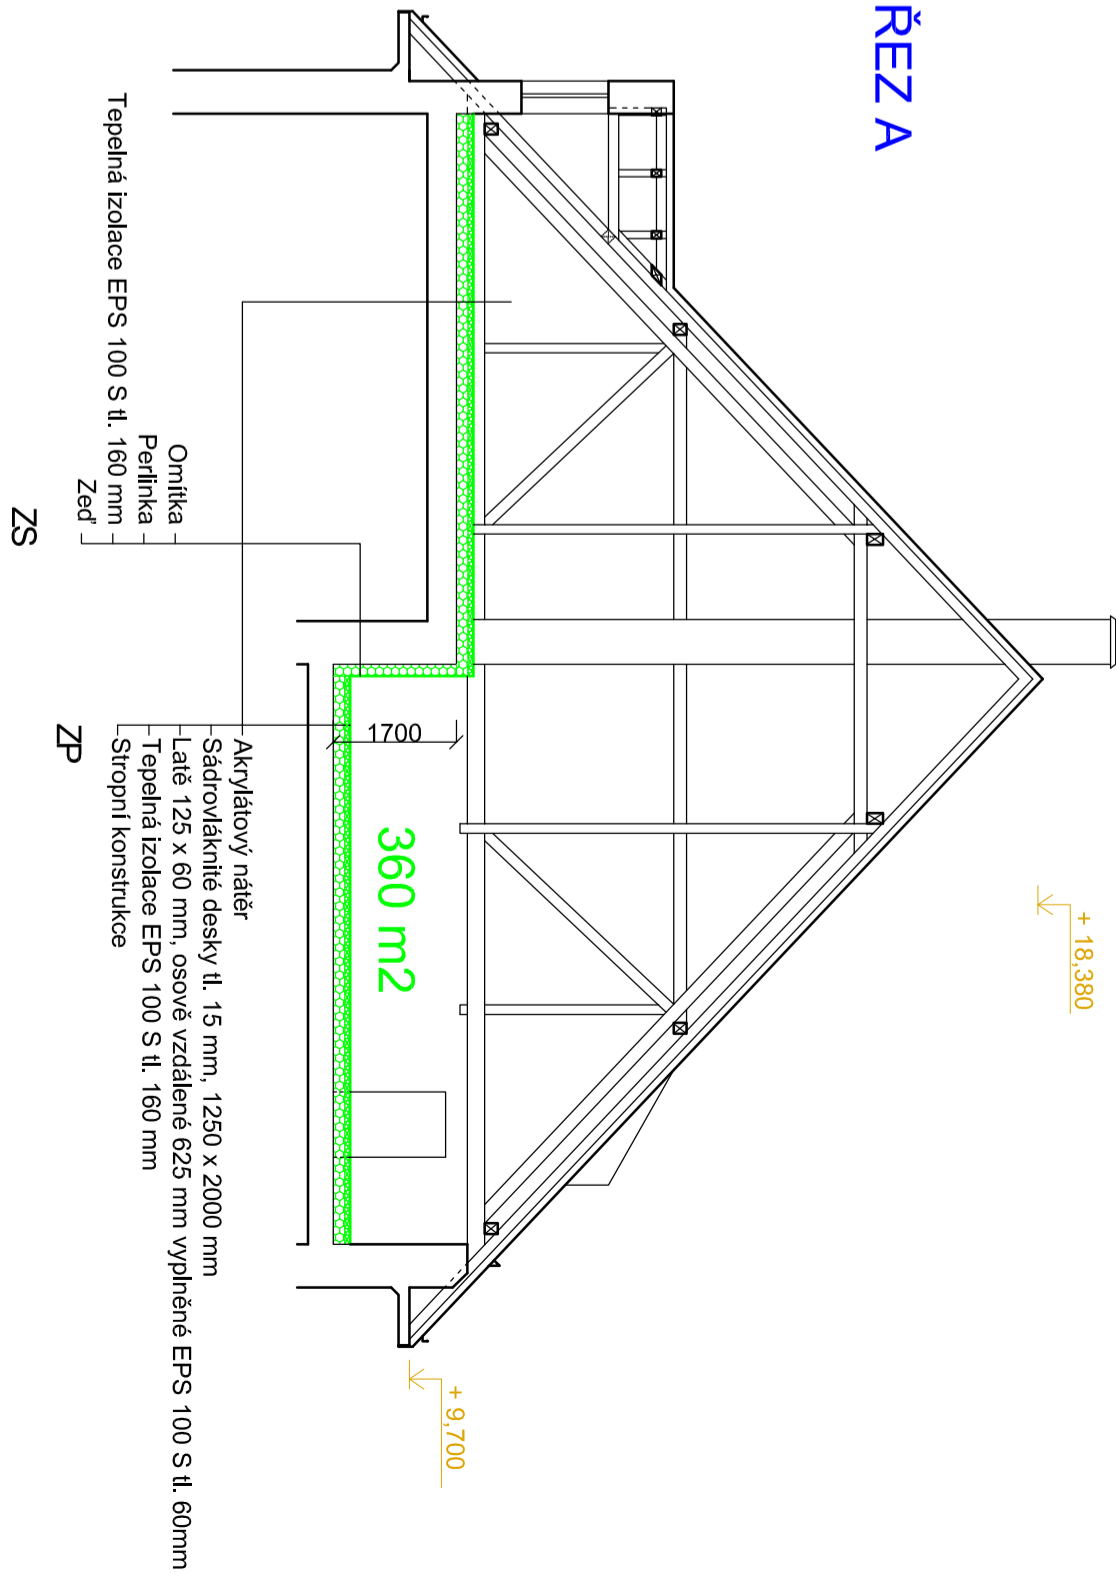 ŘEZ A
+ 18,380
+ 9,700
1700
360 m2
Omítka
Perlinka
Tepelná izolace EPS 100 S tl. 160 mm
Zeď
ZS
Akrylátový nátěr
Sádrovláknité desky tl. 15 mm, 1250 x 2000 mm
Latě 125 x 60 mm, osově vzdálené 625 mm vyplněné EPS 100 S tl. 60mm
Tepelná izolace EPS 100 S tl. 160 mm
Stropní konstrukce
ZP